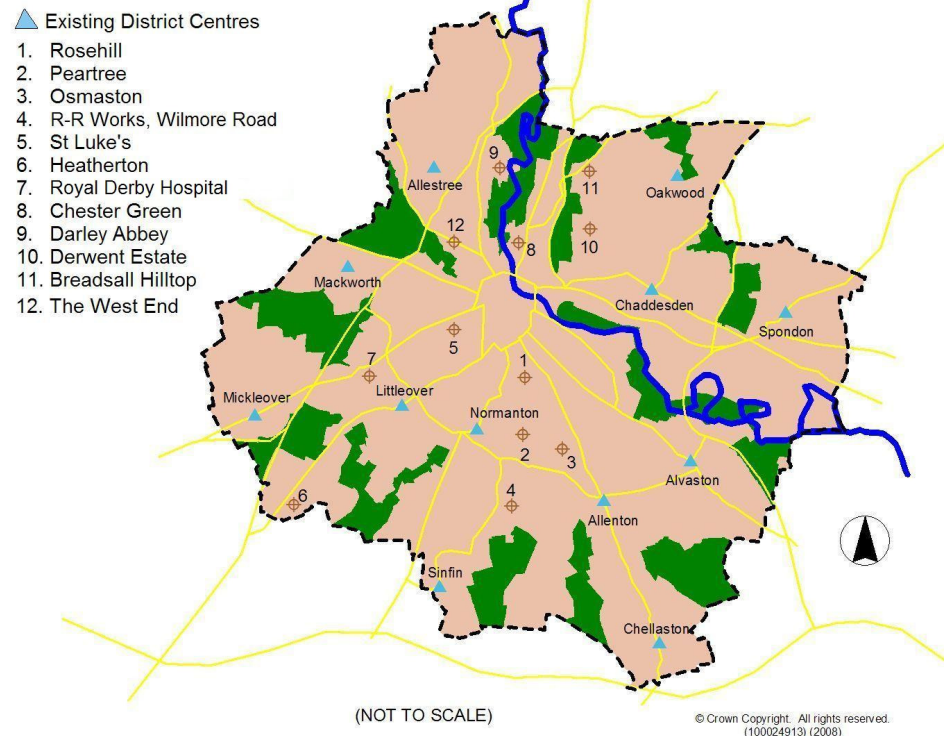 Existing District Centres
1. Rosehill
2. Peartree
3. Osmaston
4. R-R Works, Wilmore Road
5. St Luke's
6. Heatherton
7. Royal Derby Hospital
8. Chester Green
9. Darley Abbey
10. Derwent Estate
11. Breadsall Hilltop
12. The West End
9
Allestree
11
Oakwood
12
8
10
Mackworth
Chaddesden
Spondon
5
7
1
Mickleover
Littleover
Normanton
2
3
Alvaston
6
4
Allenton
Sinfin
Chellaston
(NOT TO SCALE)
© Crown Copyright. All rights reserved.
(100024913) (2008)